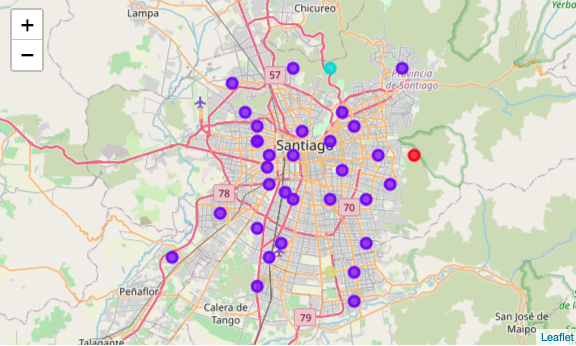 +
−
Lampa
Chicureo
57
Provincia
de Santiago
Santiago
78
70
Peñaflor
Calera de
Tango
79
San José de
Maipo
Talagante
Leaflet